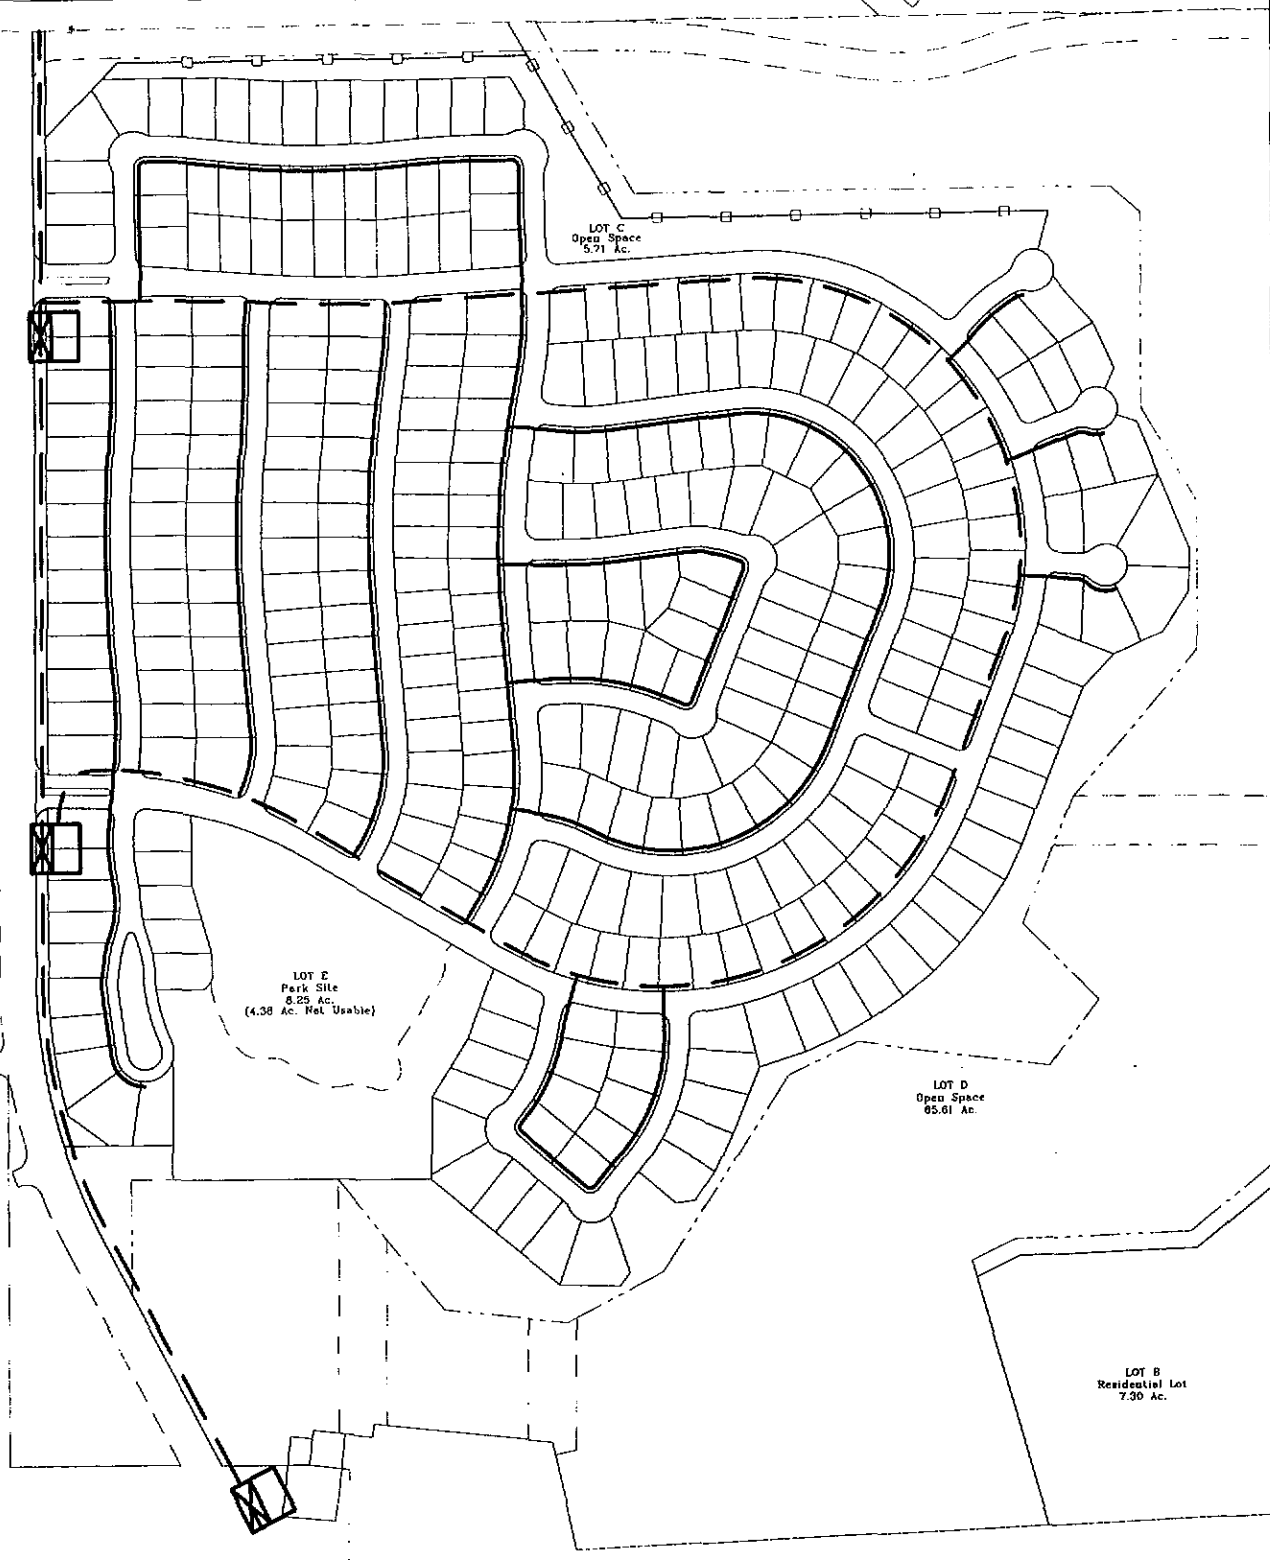 LOT C
Open Space
5.71 Ac.
LOT E
Park Site
8.25 Ac.
(4.38 Ac. Net Usable)
LOT D
Open Space
65.61 Ac.
LOT B
Residential Lot
7.30 Ac.